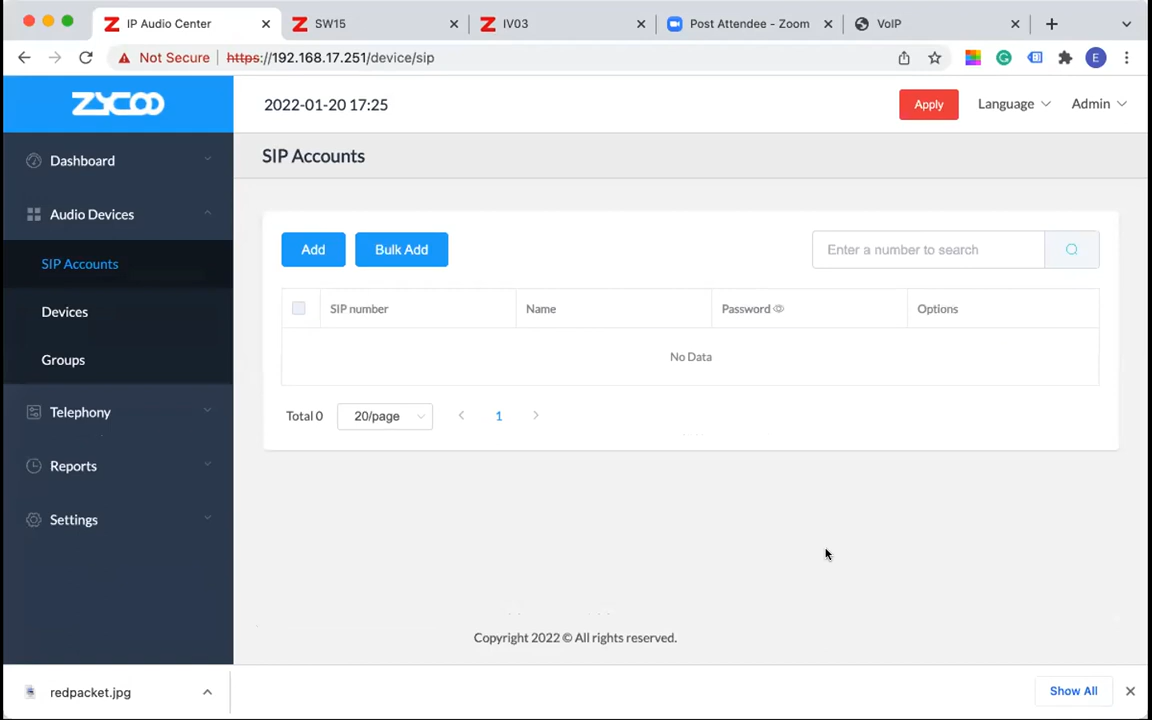 IP Audio Center
SW15
IV03
Post Attendee - Zoom
VoIP
Not Secure
https://192.168.17.251/device/sip
E
ZYCOO
2022-01-20 17:25
Apply
Language
Admin
Dashboard
SIP Accounts
Audio Devices
Add
Bulk Add
Enter a number to search
SIP Accounts
SIP number
Name
Password
Options
Devices
No Data
Groups
Telephony
Total 0
20/page
1
Reports
Settings
Copyright 2022 © All rights reserved.
redpacket.jpg
Show All